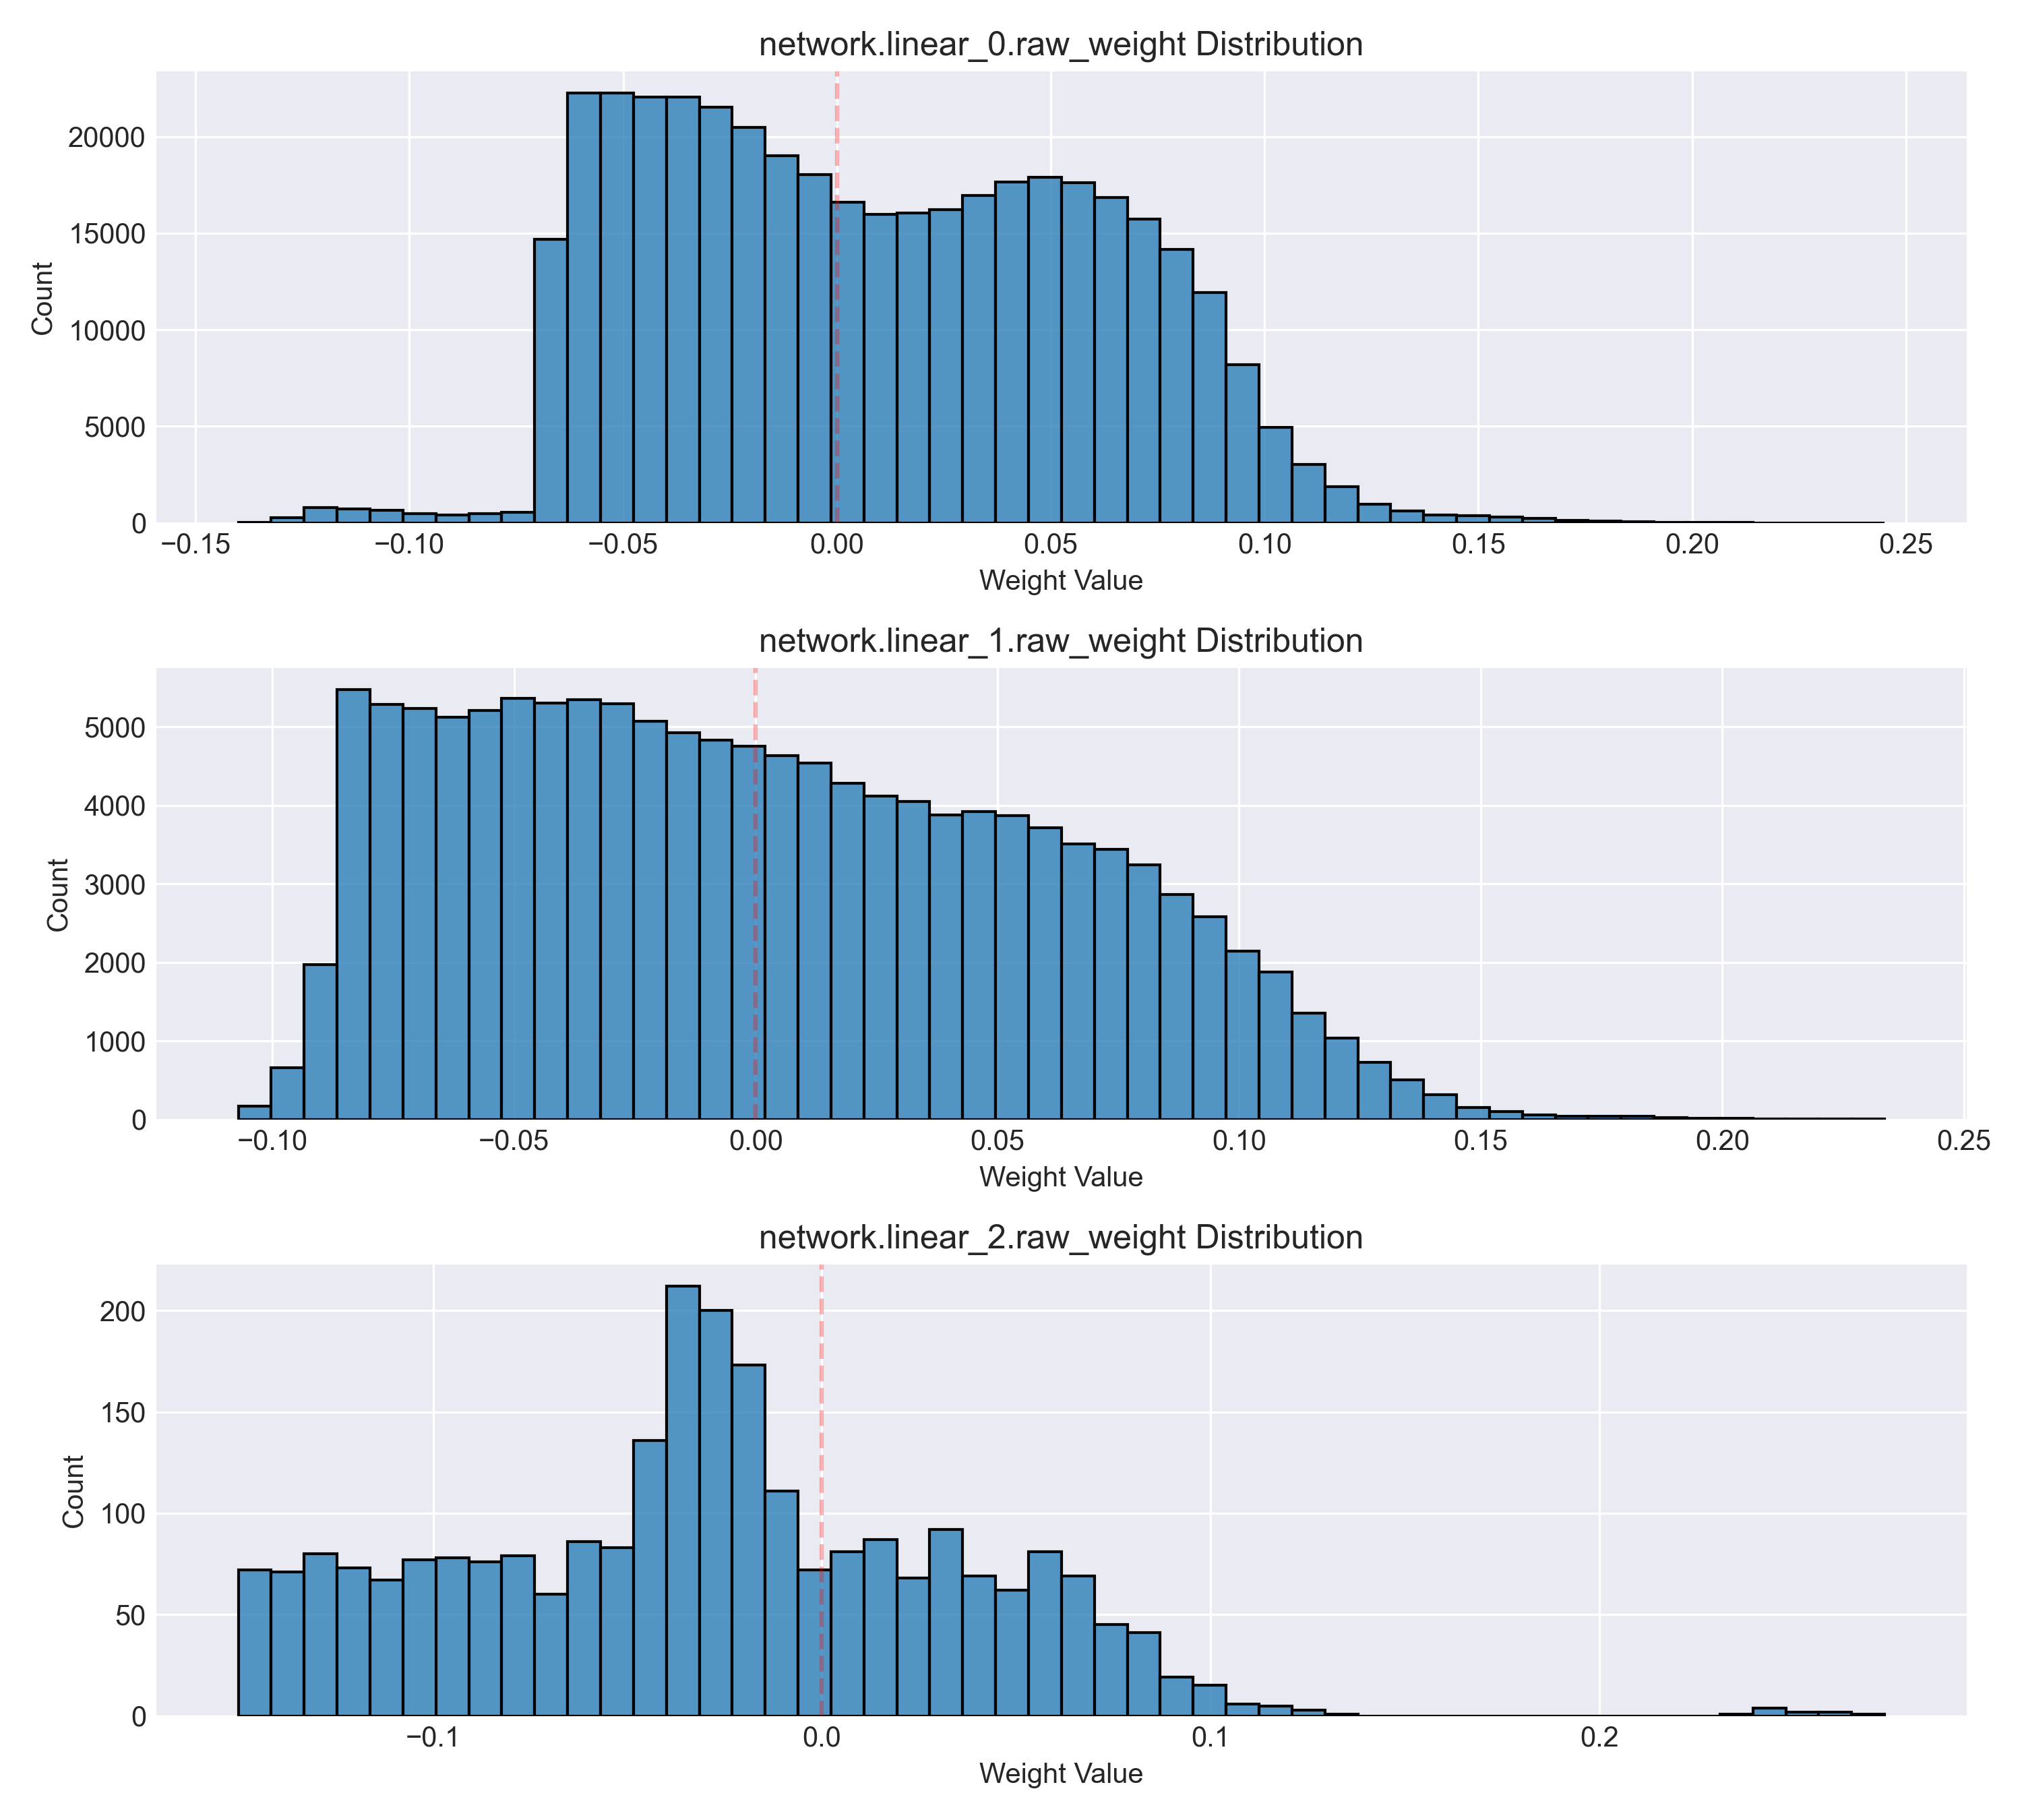 network.linear_0.raw_weight Distribution
20000
15000
10000
5000
0
Count
−0.15 −0.10 −0.05 0.00 0.05 0.10 0.15 0.20 0.25
Weight Value
network.linear_1.raw_weight Distribution
5000
4000
3000
2000
1000
0
Count
−0.10 −0.05 0.00 0.05 0.10 0.15 0.20 0.25
Weight Value
network.linear_2.raw_weight Distribution
200
150
100
50
0
Count
−0.1 0.0 0.1 0.2
Weight Value